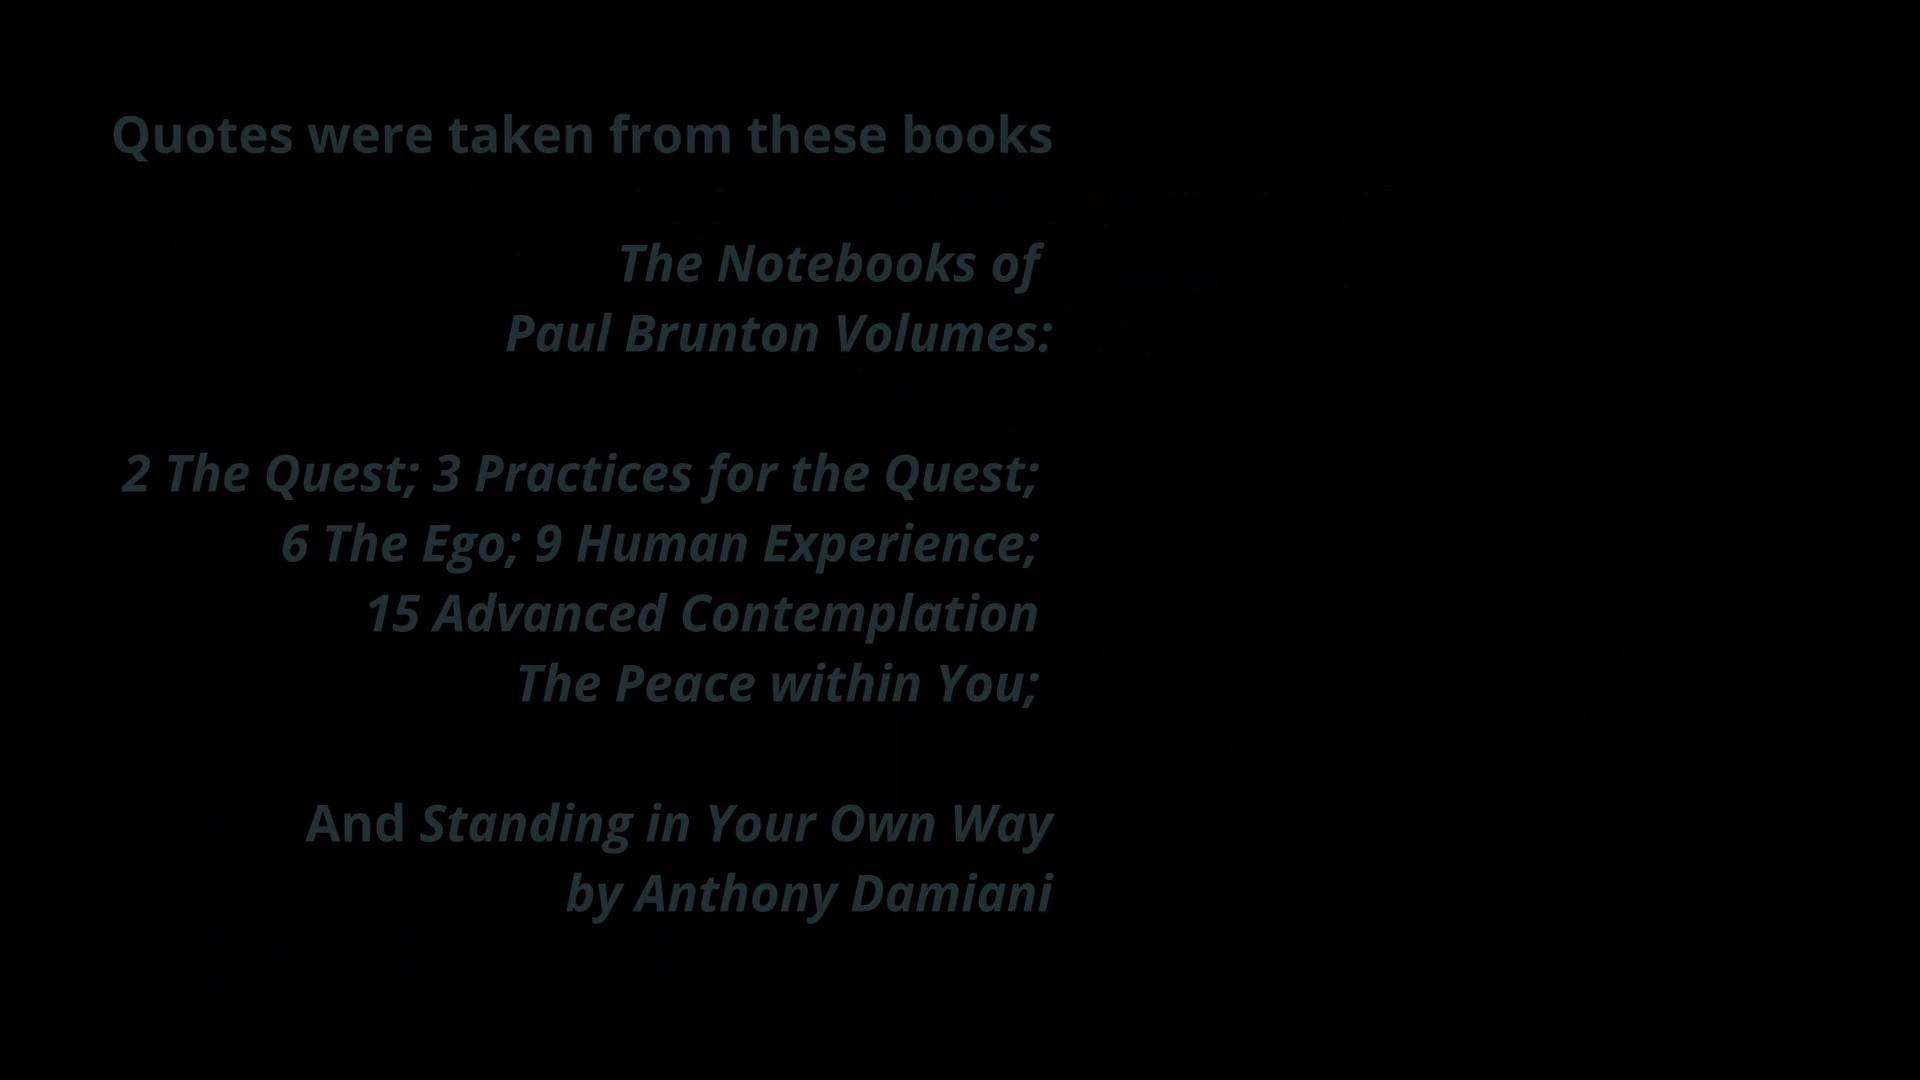 Quotes were taken from these books
The Notebooks of
Paul Brunton Volumes:
2 The Quest; 3 Practices for the Quest;
6 The Ego; 9 Human Experience;
15 Advanced Contemplation
The Peace within You;
And Standing in Your Own Way
by Anthony Damiani